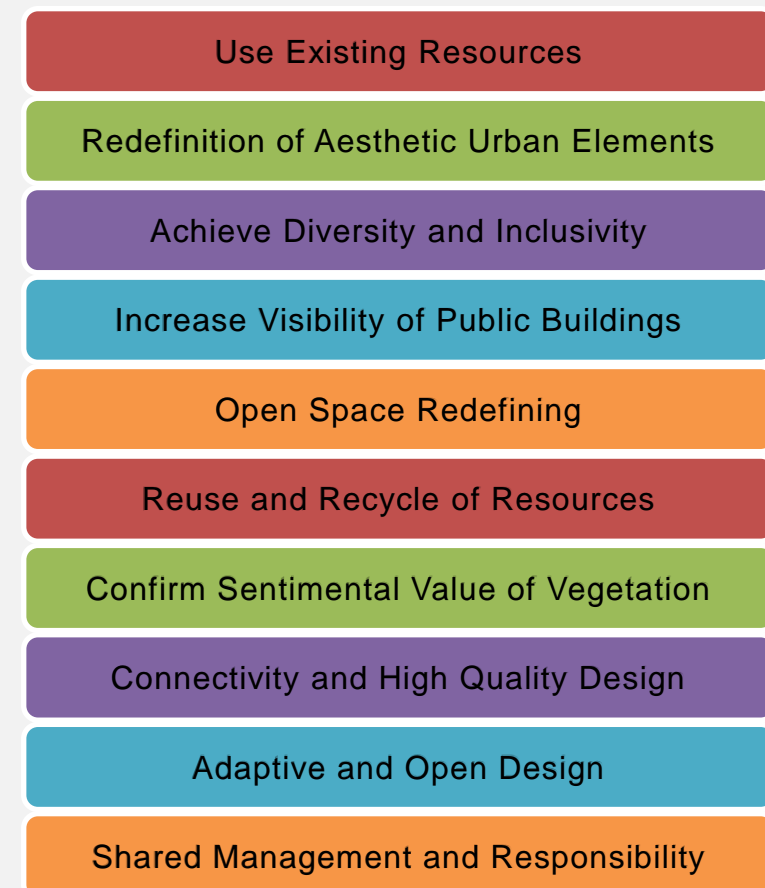 Use Existing Resources
Redefinition of Aesthetic Urban Elements
Achieve Diversity and Inclusivity
Increase Visibility of Public Buildings
Open Space Redefining
Reuse and Recycle of Resources
Confirm Sentimental Value of Vegetation
Connectivity and High Quality Design
Adaptive and Open Design
Shared Management and Responsibility